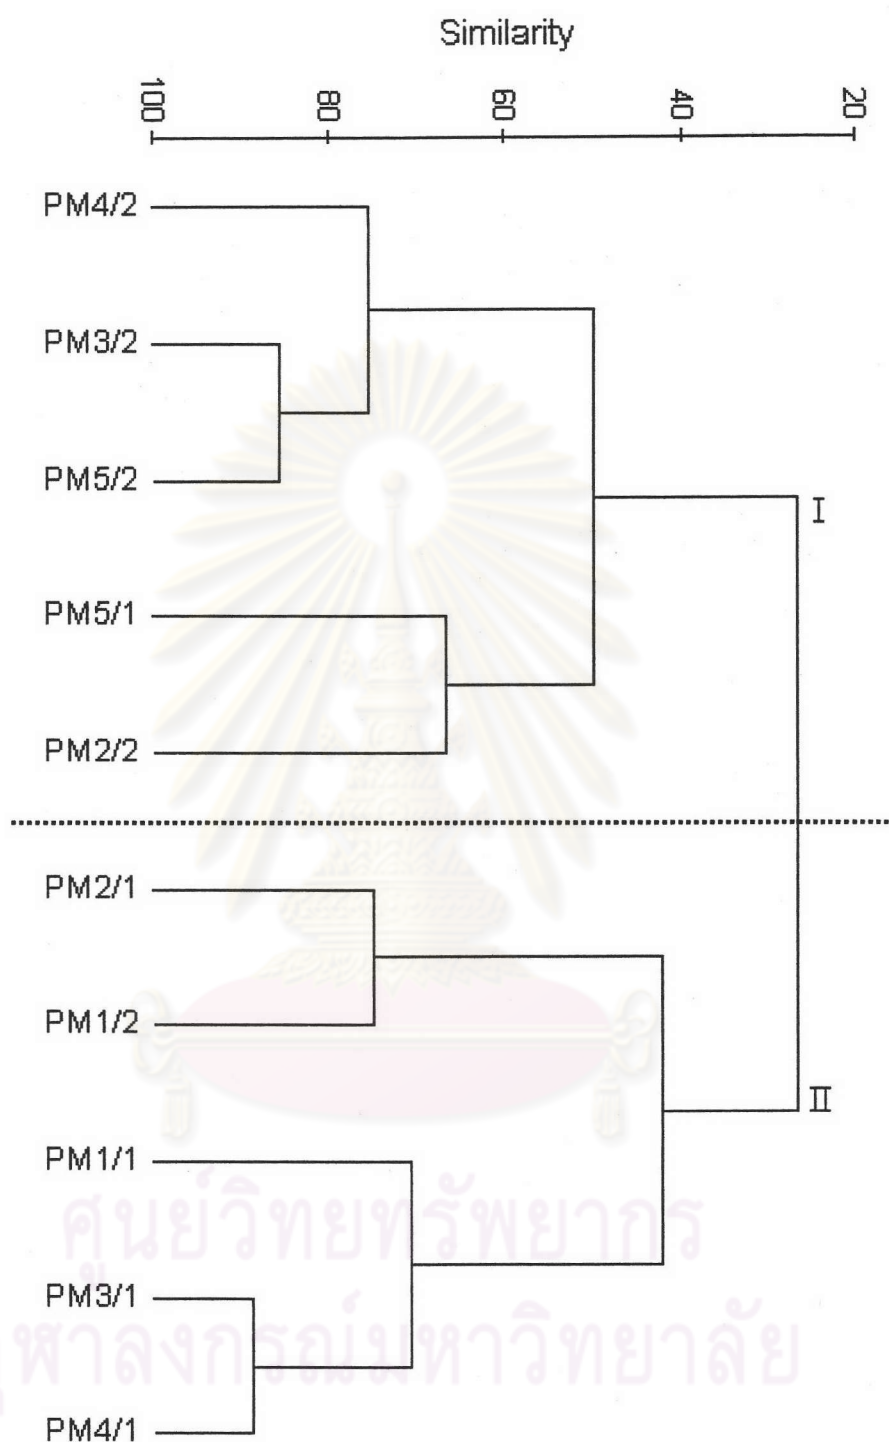 Similarity
100 80 60 40 20
PM4/2
PM3/2
PM5/2
I
PM5/1
PM2/2
PM2/1
PM1/2
II
PM1/1
ศูนย์วิทยทรัพยากร
PM3/1
จุฬาลงกรณ์มหาวิทยาลัย
PM4/1